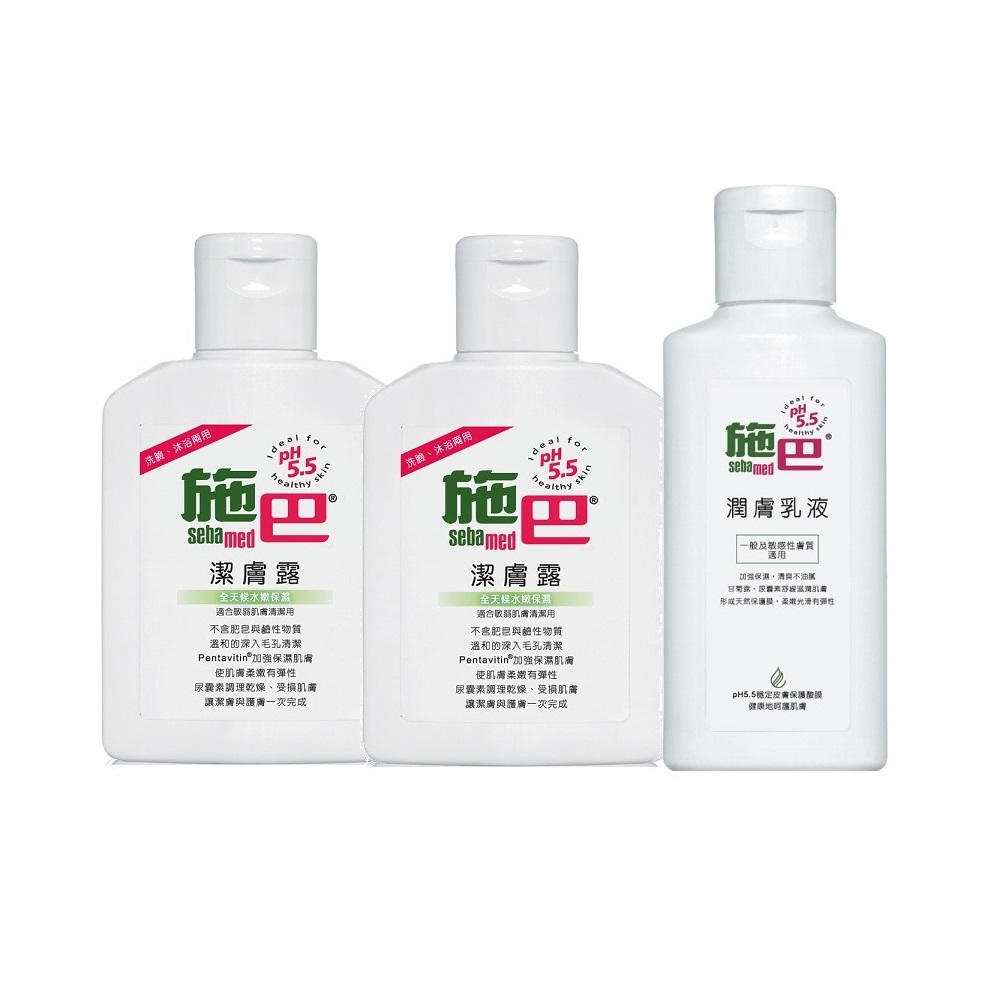 洗臉、沐浴兩用
Ideal for
pH
5.5
healthy skin
施巴®
sebamed
潔膚露
全天候水嫩保濕
適合敏弱肌膚清潔用
不含肥皂與鹼性物質
溫和的深入毛孔清潔
Pentavitin®加強保濕肌膚
使肌膚柔嫩有彈性
尿囊素調理乾燥、受損肌膚
讓潔膚與護膚一次完成
洗臉、沐浴兩用
Ideal for
pH
5.5
healthy skin
施巴®
sebamed
潔膚露
全天候水嫩保濕
適合敏弱肌膚清潔用
不含肥皂與鹼性物質
溫和的深入毛孔清潔
Pentavitin®加強保濕肌膚
使肌膚柔嫩有彈性
尿囊素調理乾燥、受損肌膚
讓潔膚與護膚一次完成
Ideal for
pH
5.5
healthy skin
施巴®
sebamed
潤膚乳液
一般及敏感性膚質
適用
加強保濕，清爽不油膩
甘菊露、尿囊素舒緩滋潤肌膚
形成天然保護膜，柔嫩光滑有彈性
pH5.5穩定皮膚保護酸膜
健康地呵護肌膚